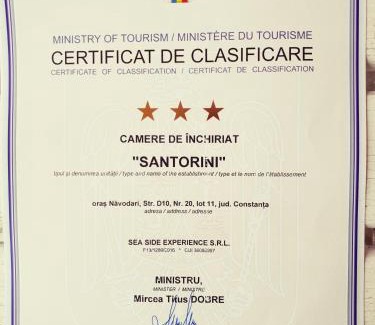 MINISTRY OF TOURISM / MINISTÈRE DU TOURISME
CERTIFICAT DE CLASIFICARE
CERTIFICATE OF CLASSIFICATION / CERTIFICAT DE CLASSIFICATION
CAMERE DE ÎNCHIRIAT
"SANTORINI"
tipul și denumirea unității / type and name of the establishment / type et le nom de l'établissement
oraș Năvodari, Str. D10, Nr. 20, lot 11, jud. Constanța
adresa / address / adresse
SEA SIDE EXPERIENCE S.R.L.
CUI
MINISTRU,
MINISTER / MINISTRE
Mircea Titus DOBRE